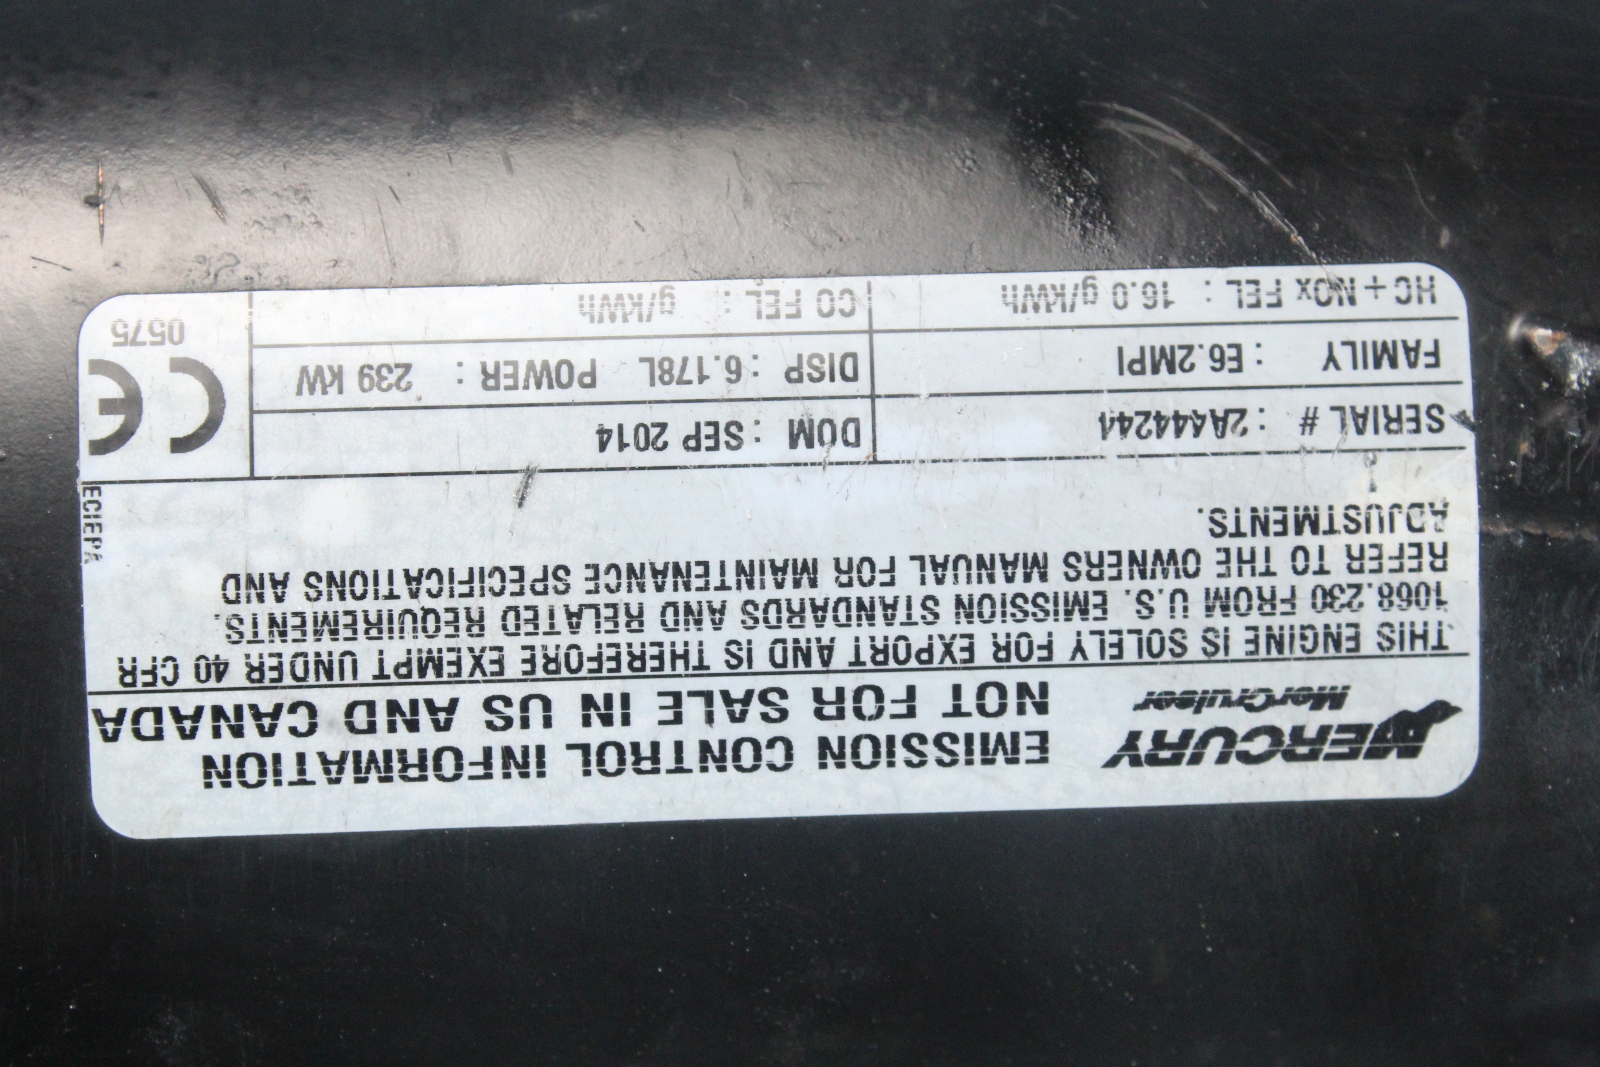 MERCURY
MerCruiser
EMISSION CONTROL INFORMATION
NOT FOR SALE IN US AND CANADA
THIS ENGINE IS SOLELY FOR EXPORT AND IS THEREFORE EXEMPT UNDER 40 CFR
1068.230 FROM U.S. EMISSION STANDARDS AND RELATED REQUIREMENTS.
REFER TO THE OWNERS MANUAL FOR MAINTENANCE SPECIFICATIONS AND
ADJUSTMENTS.
ECIEPA
SERIAL # : 2A444244 DOM : SEP 2014
FAMILY : E6.2MPI DISP : 6.178L POWER : 239 kW
HC + NOx FEL : 16.0 g/kWh CO FEL : g/kWh
CE
0575